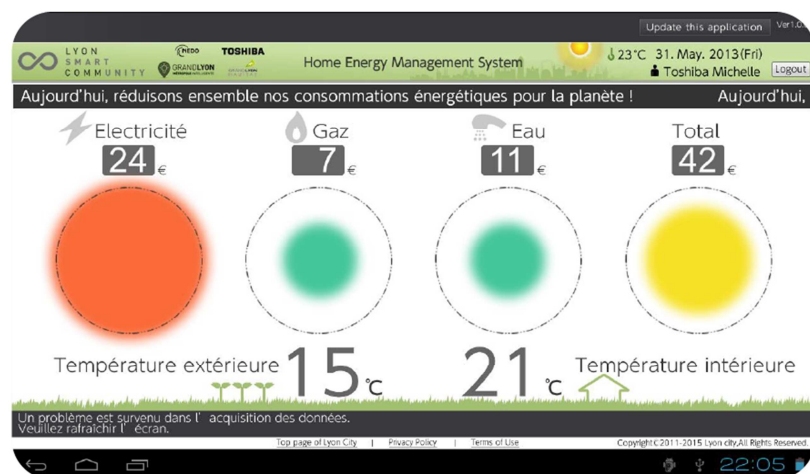 Update this application Ver1.0.
LYON
SMART
COMMUNITY
NEDO TOSHIBA
GRANDLYON
Home Energy Management System
23°C 31. May. 2013(Fri)
Toshiba Michelle Logout
Aujourd'hui, réduisons ensemble nos consommations énergétiques pour la planète ! Aujourd'hui,
Electricité Gaz Eau Total
24 € 7 € 11 € 42 €
Température extérieure 15 °C 21 °C Température intérieure
Un problème est survenu dans l' acquisition des données.
Veuillez rafraîchir l' écran.
Top page of Lyon City | Privacy Policy | Terms of Use Copyright©2011-2015 Lyon city,All Rights Reserved.
22:05